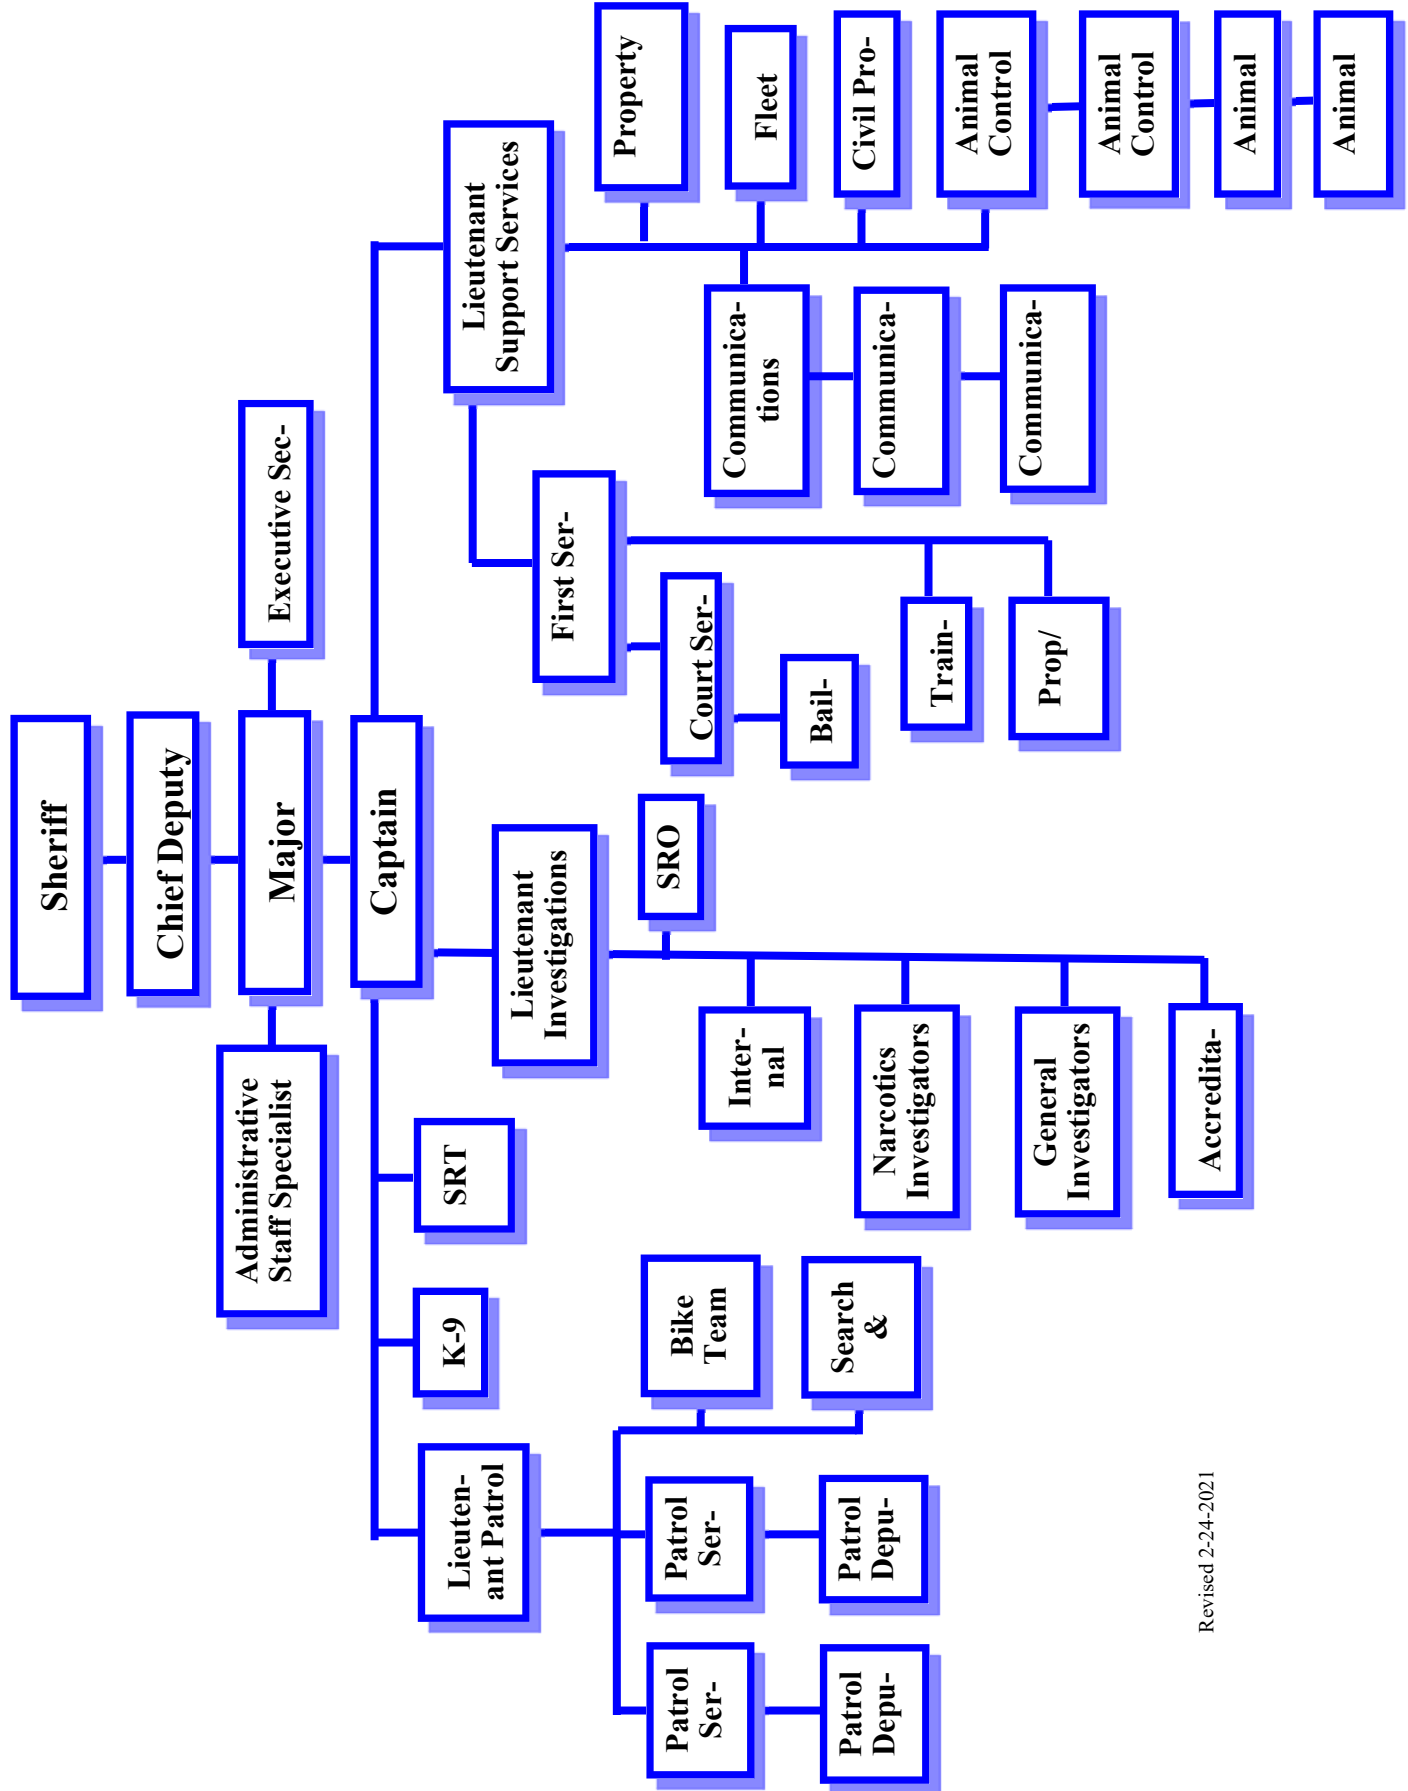 Sheriff
Chief Deputy
Administrative
Staff Specialist
Major
Executive Sec-
Captain
Lieuten-
ant Patrol
K-9
SRT
Lieutenant
Investigations
Lieutenant
Support Services
Patrol
Ser-
Patrol
Ser-
Patrol
Depu-
Patrol
Depu-
Bike
Team
Search
&
SRO
Inter-
nal
Narcotics
Investigators
General
Investigators
Accredita-
First Ser-
Court Ser-
Bail-
Train-
Prop/
Communica-
tions
Communica-
Communica-
Property
Fleet
Civil Pro-
Animal
Control
Animal
Control
Animal
Animal
Revised 2-24-2021